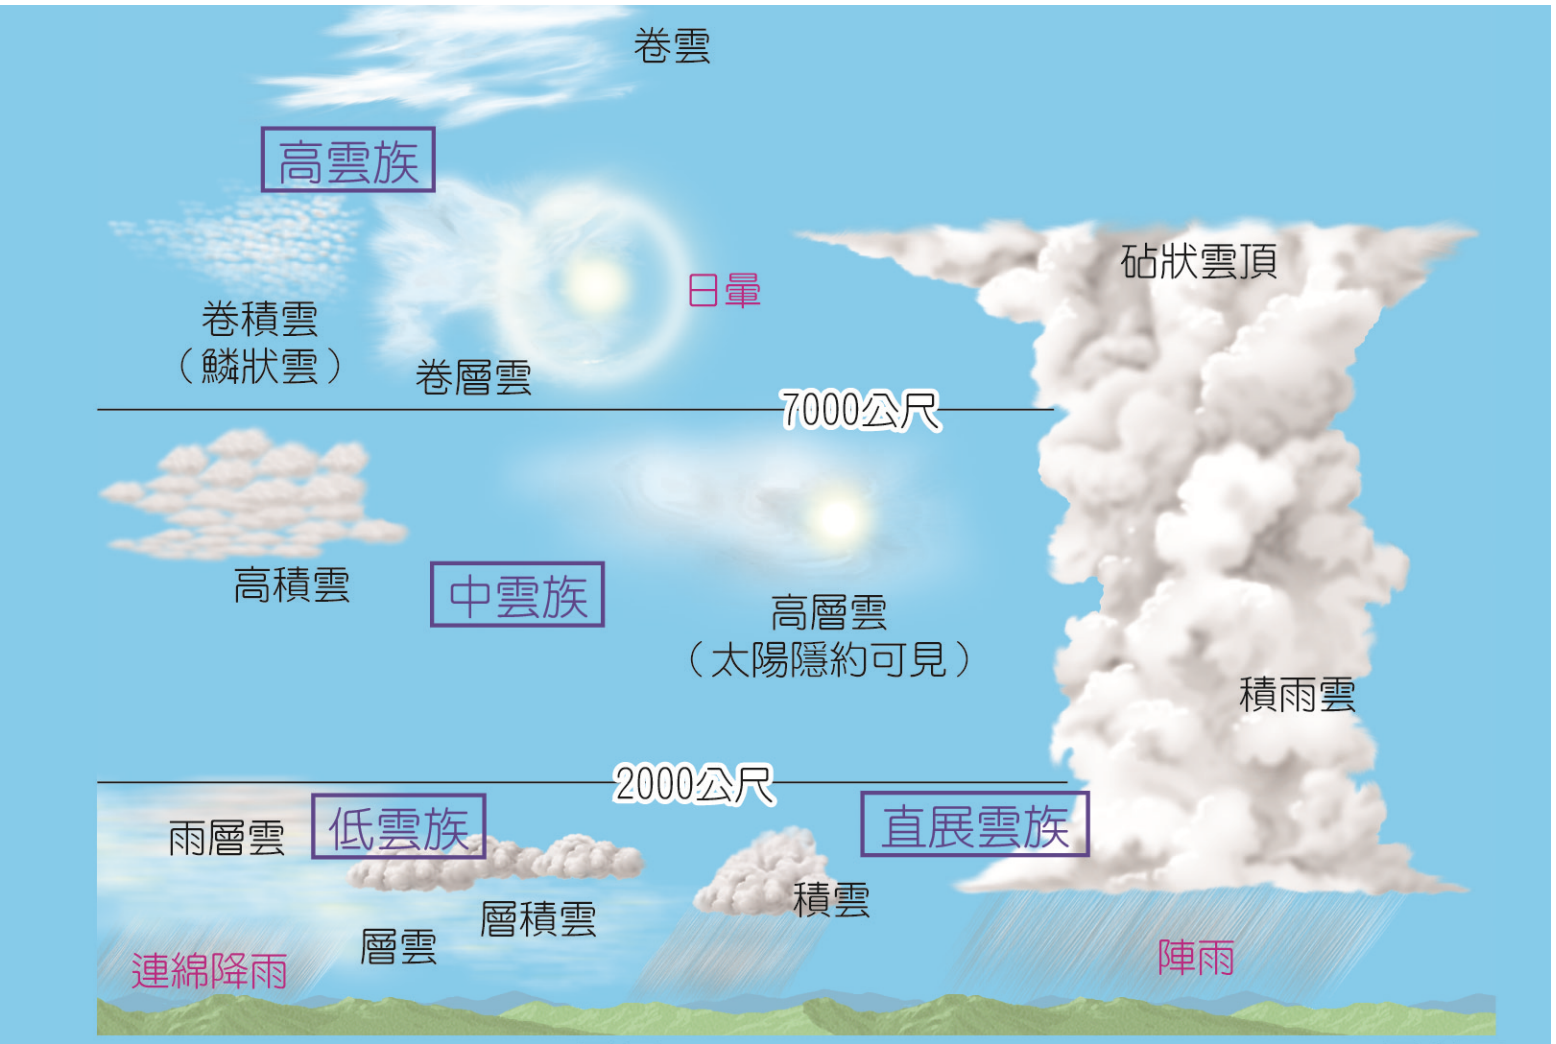 卷雲
高雲族
日暈
砧狀雲頂
卷積雲
（鱗狀雲）
卷層雲
7000公尺
高積雲
中雲族
高層雲
（太陽隱約可見）
積雨雲
2000公尺
雨層雲
低雲族
直展雲族
積雲
層積雲
層雲
連綿降雨
陣雨